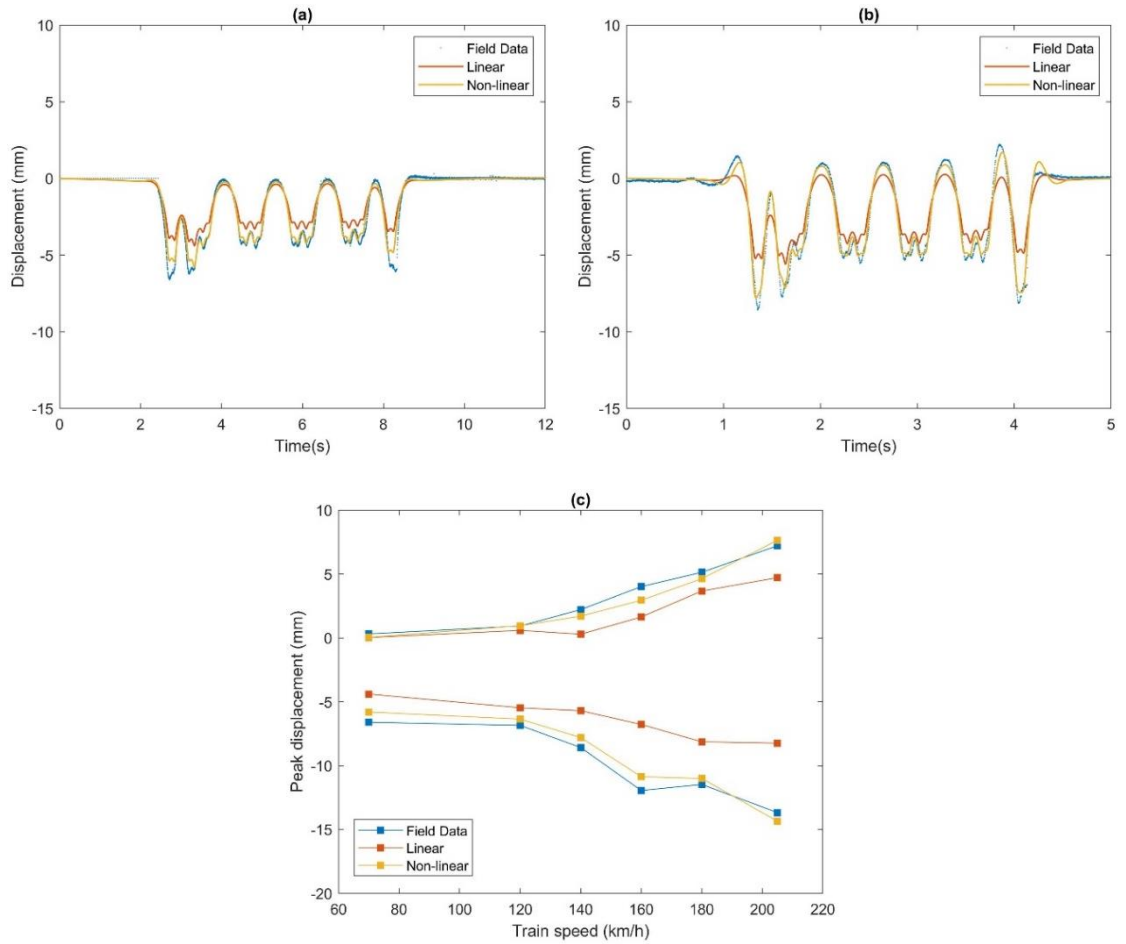 (a)
10
5
0
-5
-10
-15
Displacement (mm)
Field Data
Linear
Non-linear
0 2 4 6 8 10 12
Time(s)
(b)
10
5
0
-5
-10
-15
Displacement (mm)
Field Data
Linear
Non-linear
0 1 2 3 4 5
Time(s)
(c)
10
5
0
-5
-10
-15
-20
Peak displacement (mm)
Field Data
Linear
Non-linear
60 80 100 120 140 160 180 200 220
Train speed (km/h)